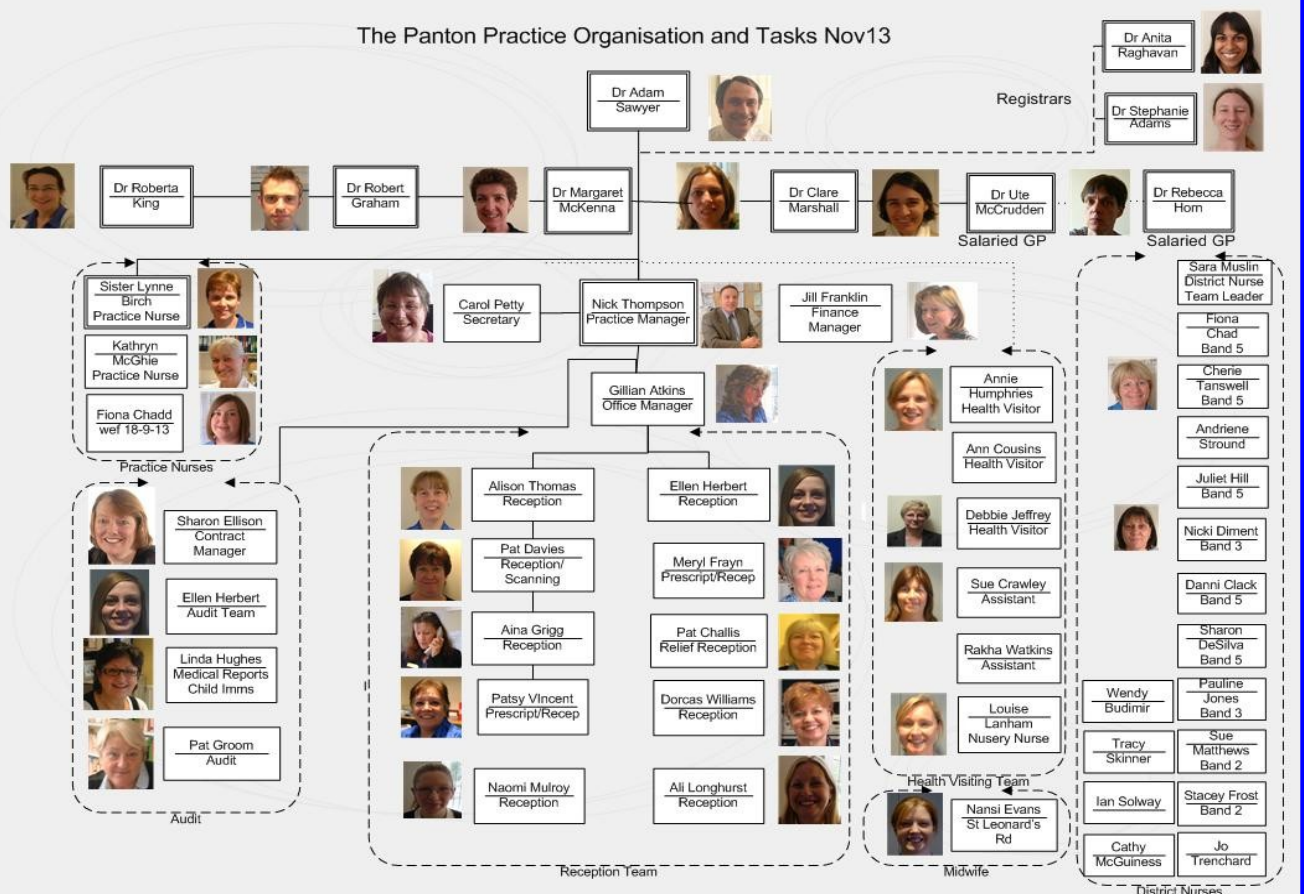 The Panton Practice Organisation and Tasks Nov13
Dr Anita
Raghavan
Registrars
Dr Stephanie
Adams
Dr Adam
Sawyer
Dr Roberta
King
Dr Robert
Graham
Dr Margaret
McKenna
Dr Clare
Marshall
Dr Ute
McCrudden
Salaried GP
Dr Rebecca
Horn
Salaried GP
Sister Lynne
Birch
Practice Nurse
Kathryn
McGhie
Practice Nurse
Fiona Chadd
wef 18-9-13
Practice Nurses
Carol Petty
Secretary
Nick Thompson
Practice Manager
Jill Franklin
Finance
Manager
Gillian Atkins
Office Manager
Sharon Ellison
Contract
Manager
Ellen Herbert
Audit Team
Linda Hughes
Medical Reports
Child Imms
Pat Groom
Audit
Audit
Alison Thomas
Reception
Pat Davies
Reception/
Scanning
Aina Grigg
Reception
Patsy VIncent
Prescript/Recep
Naomi Mulroy
Reception
Ellen Herbert
Reception
Meryl Frayn
Prescript/Recep
Pat Challis
Relief Reception
Dorcas Williams
Reception
Ali Longhurst
Reception
Reception Team
Annie
Humphries
Health Visitor
Ann Cousins
Health Visitor
Debbie Jeffrey
Health Visitor
Sue Crawley
Assistant
Rakha Watkins
Assistant
Louise
Lanham
Nusery Nurse
Health Visiting Team
Nansi Evans
St Leonard's
Rd
Midwife
Sara Muslin
District Nurse
Team Leader
Fiona
Chad
Band 5
Cherie
Tanswell
Band 5
Andriene
Stround
Juliet Hill
Band 5
Nicki Diment
Band 3
Danni Clack
Band 5
Sharon
DeSilva
Band 5
Pauline
Jones
Band 3
Wendy
Budimir
Sue
Matthews
Band 2
Tracy
Skinner
Stacey Frost
Band 2
Ian Solway
Jo
Trenchard
Cathy
McGuiness
District Nurses